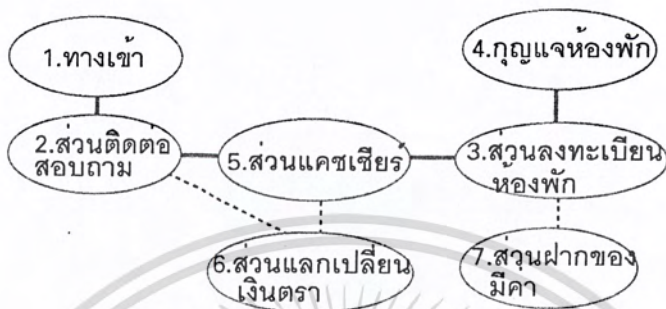 1.ทางเข้า
4.กุญแจห้องพัก
2.ส่วนติดต่อ
สอบถาม
5.ส่วนแคชเชียร
3.ส่วนลงทะเบียน
ห้องพัก
6.ส่วนแลกเปลี่ยน
เงินตรา
7.ส่วนฝากของ
มีคา